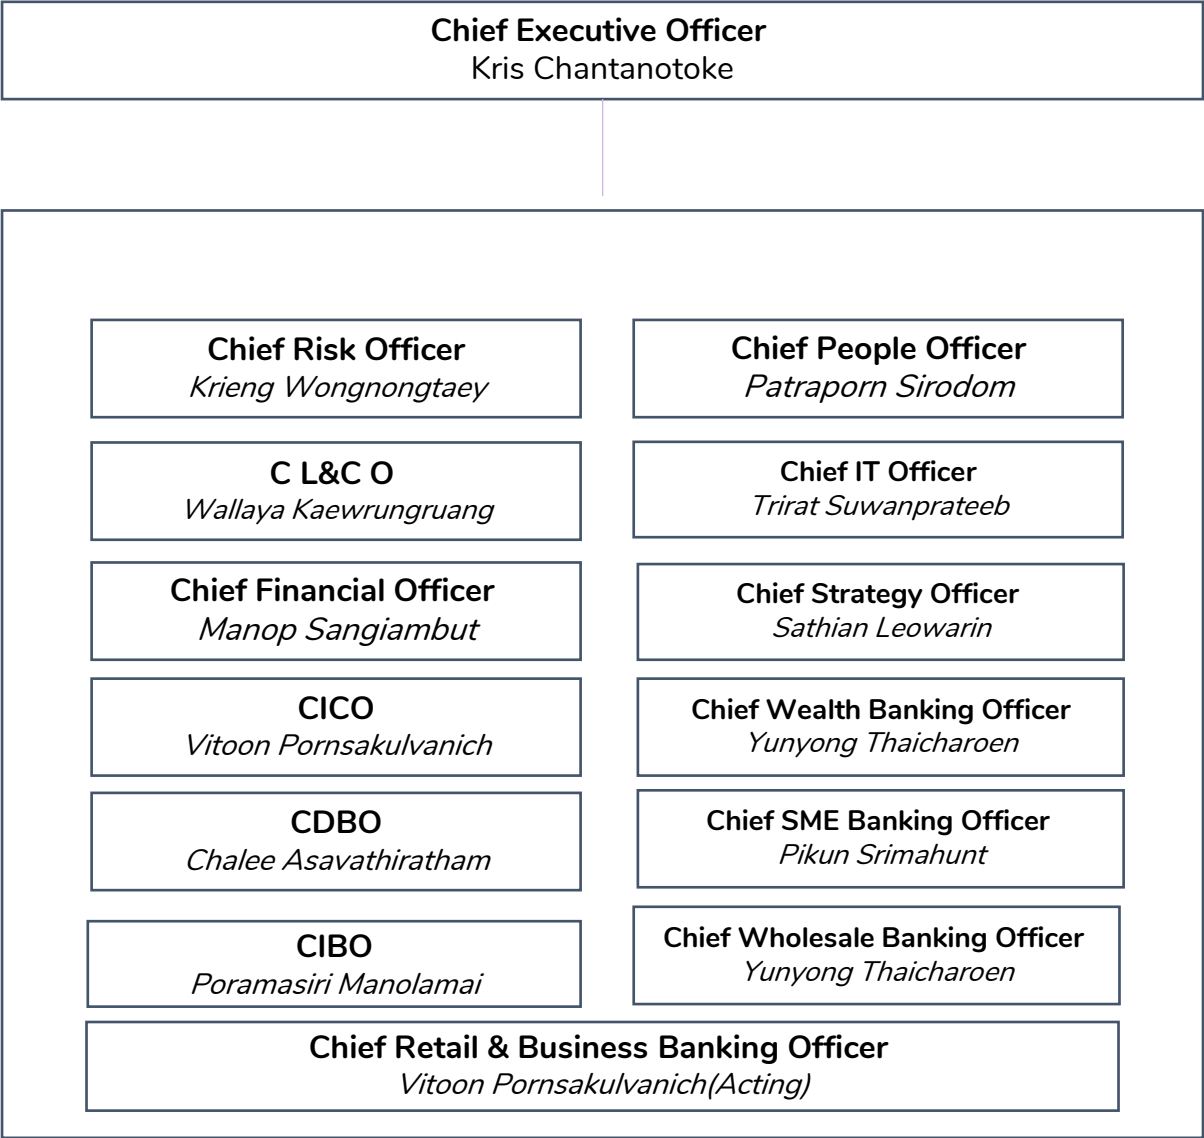 Chief Executive Officer
Kris Chantanotoke
Chief Risk Officer
Krieng Wongnongtaey
Chief People Officer
Patraporn Sirodom
C L&C O
Wallaya Kaewrungruang
Chief IT Officer
Trirat Suwanprateeb
Chief Financial Officer
Manop Sangiambut
Chief Strategy Officer
Sathian Leowarin
CICO
Vitoon Pornsakulvanich
Chief Wealth Banking Officer
Yunyong Thaicharoen
CDBO
Chalee Asavathiratham
Chief SME Banking Officer
Pikun Srimahunt
CIBO
Poramasiri Manolamai
Chief Wholesale Banking Officer
Yunyong Thaicharoen
Chief Retail & Business Banking Officer
Vitoon Pornsakulvanich(Acting)